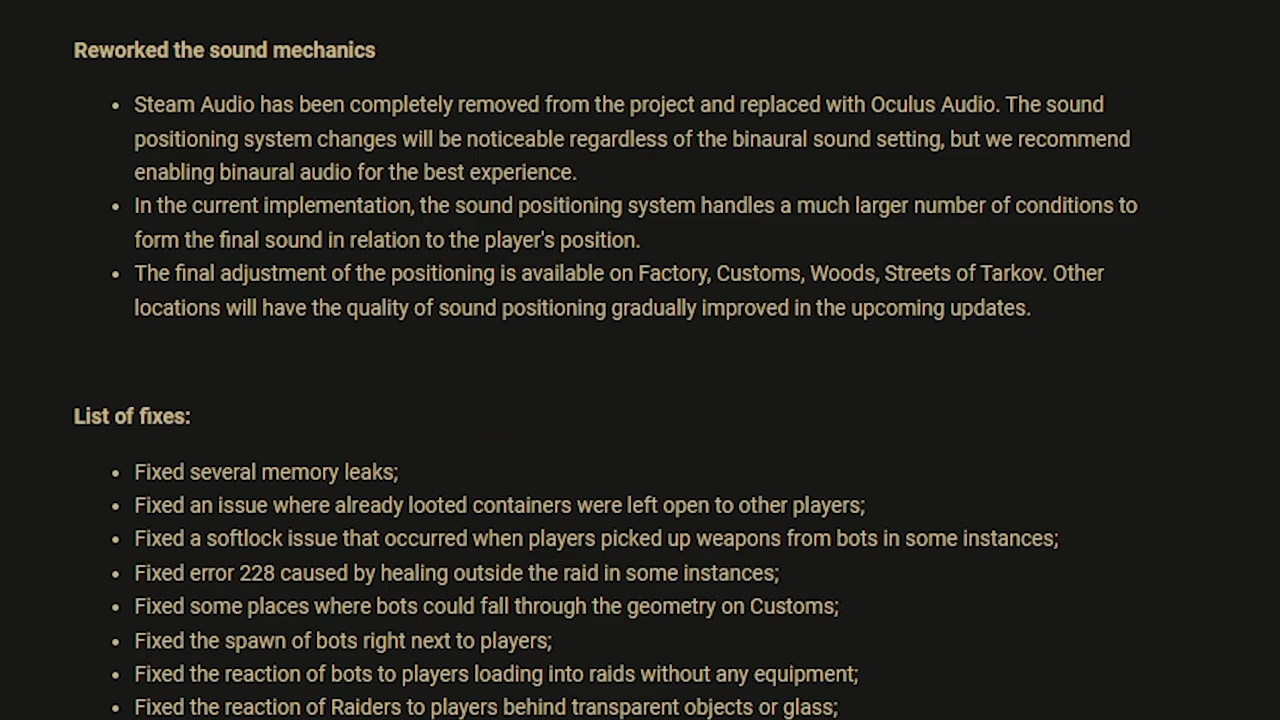 Reworked the sound mechanics
• Steam Audio has been completely removed from the project and replaced with Oculus Audio. The sound
positioning system changes will be noticeable regardless of the binaural sound setting, but we recommend
enabling binaural audio for the best experience.
• In the current implementation, the sound positioning system handles a much larger number of conditions to
form the final sound in relation to the player's position.
• The final adjustment of the positioning is available on Factory, Customs, Woods, Streets of Tarkov. Other
locations will have the quality of sound positioning gradually improved in the upcoming updates.
List of fixes:
• Fixed several memory leaks;
• Fixed an issue where already looted containers were left open to other players;
• Fixed a softlock issue that occurred when players picked up weapons from bots in some instances;
• Fixed error 228 caused by healing outside the raid in some instances;
• Fixed some places where bots could fall through the geometry on Customs;
• Fixed the spawn of bots right next to players;
• Fixed the reaction of bots to players loading into raids without any equipment;
• Fixed the reaction of Raiders to players behind transparent objects or glass;